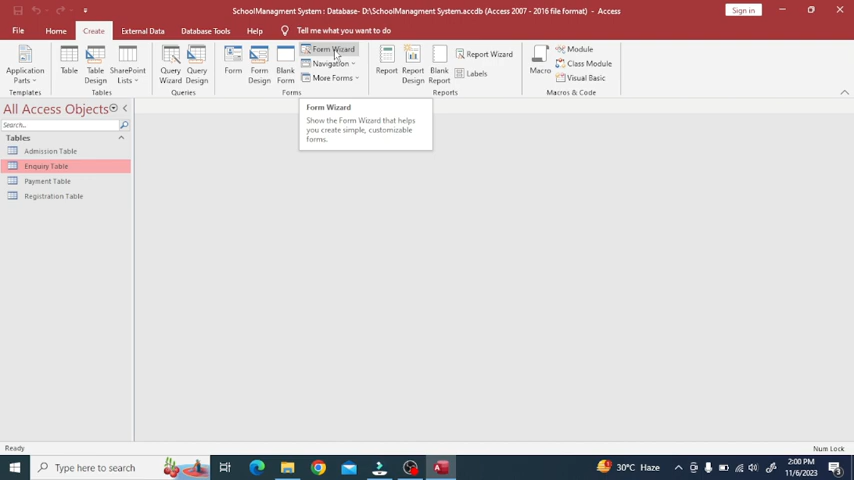 SchoolManagment System : Database- D:\SchoolManagment System.accdb (Access 2007 - 2016 file format) - Access
Sign in
File Home Create External Data Database Tools Help Tell me what you want to do
Application Parts
Templates
Table
Table Design
SharePoint Lists
Tables
Query Wizard
Query Design
Queries
Form
Form Design
Blank Form
Form Wizard
Navigation
More Forms
Forms
Report
Report Design
Blank Report
Report Wizard
Labels
Reports
Macro
Module
Class Module
Visual Basic
Macros & Code
All Access Objects
Search...
Tables
Admission Table
Enquiry Table
Payment Table
Registration Table
Form Wizard
Show the Form Wizard that helps
you create simple, customizable
forms.
Ready
Num Lock
Type here to search
30°C Haze
2:00 PM
11/6/2023
3